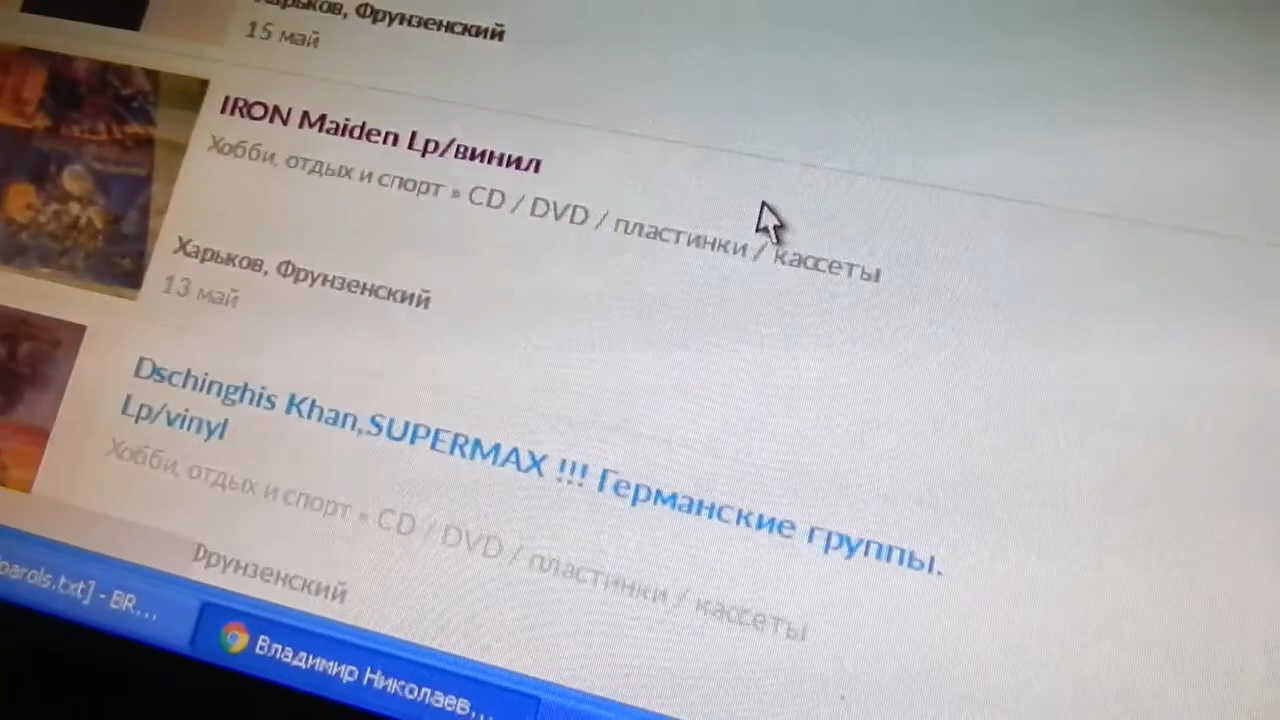 Харьков, Фрунзенский
15 май
IRON Maiden Lp/винил
Хобби, отдых и спорт » CD / DVD / пластинки / кассеты
Харьков, Фрунзенский
13 май
Dschinghis Khan,SUPERMAX !!! Германские группы.
Lp/vinyl
Хобби, отдых и спорт » CD / DVD / пластинки / кассеты
Фрунзенский
parols.txt] - BR...
Владимир Николаев,...